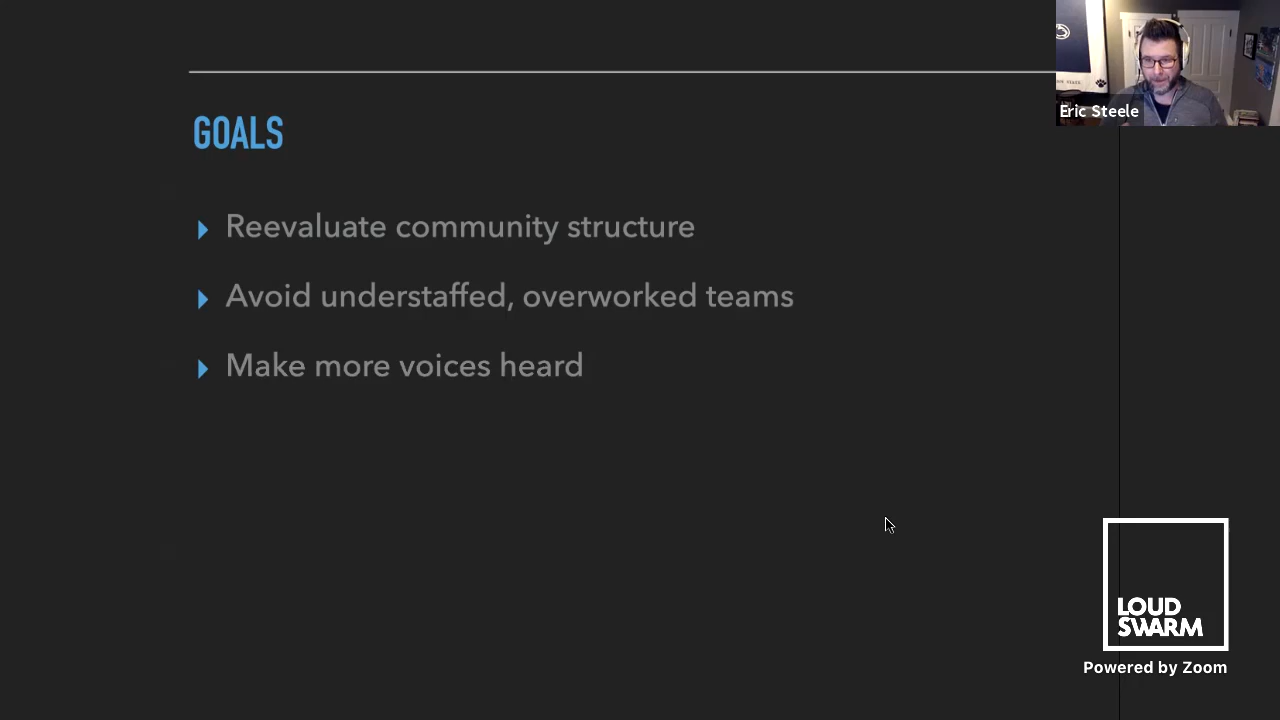 GOALS
Reevaluate community structure
Avoid understaffed, overworked teams
Make more voices heard
Eric Steele
LOUD
SWARM
Powered by Zoom